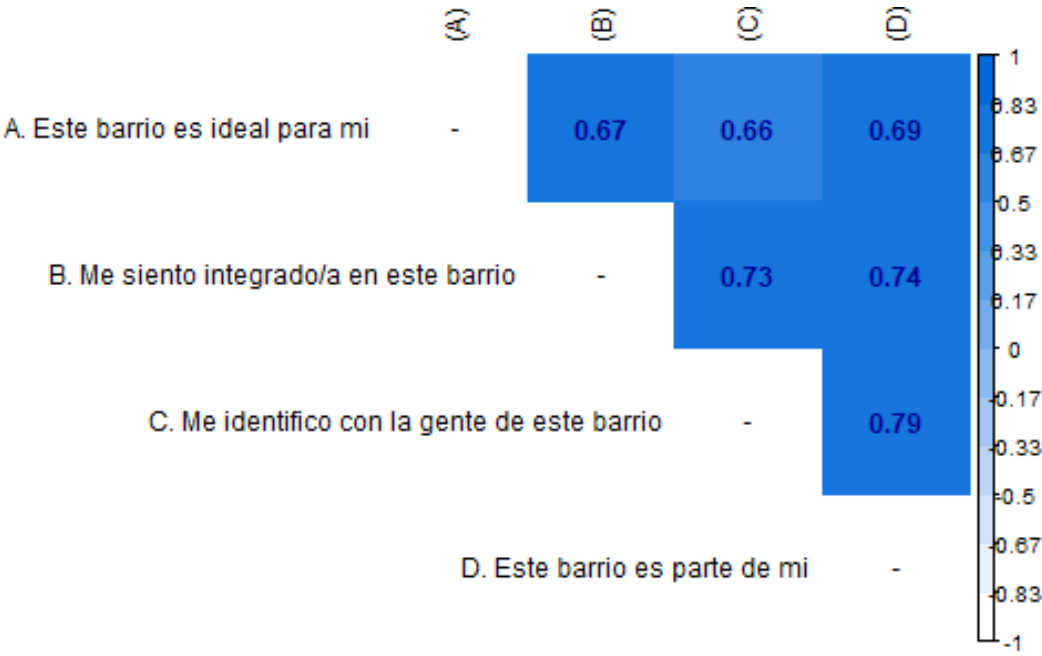 (A) (B) (C) (D)
A. Este barrio es ideal para mi - 0.67 0.66 0.69
B. Me siento integrado/a en este barrio - 0.73 0.74
C. Me identifico con la gente de este barrio - 0.79
D. Este barrio es parte de mi -
1
0.83
0.67
0.5
0.33
0.17
0
-0.17
-0.33
-0.5
-0.67
-0.83
-1